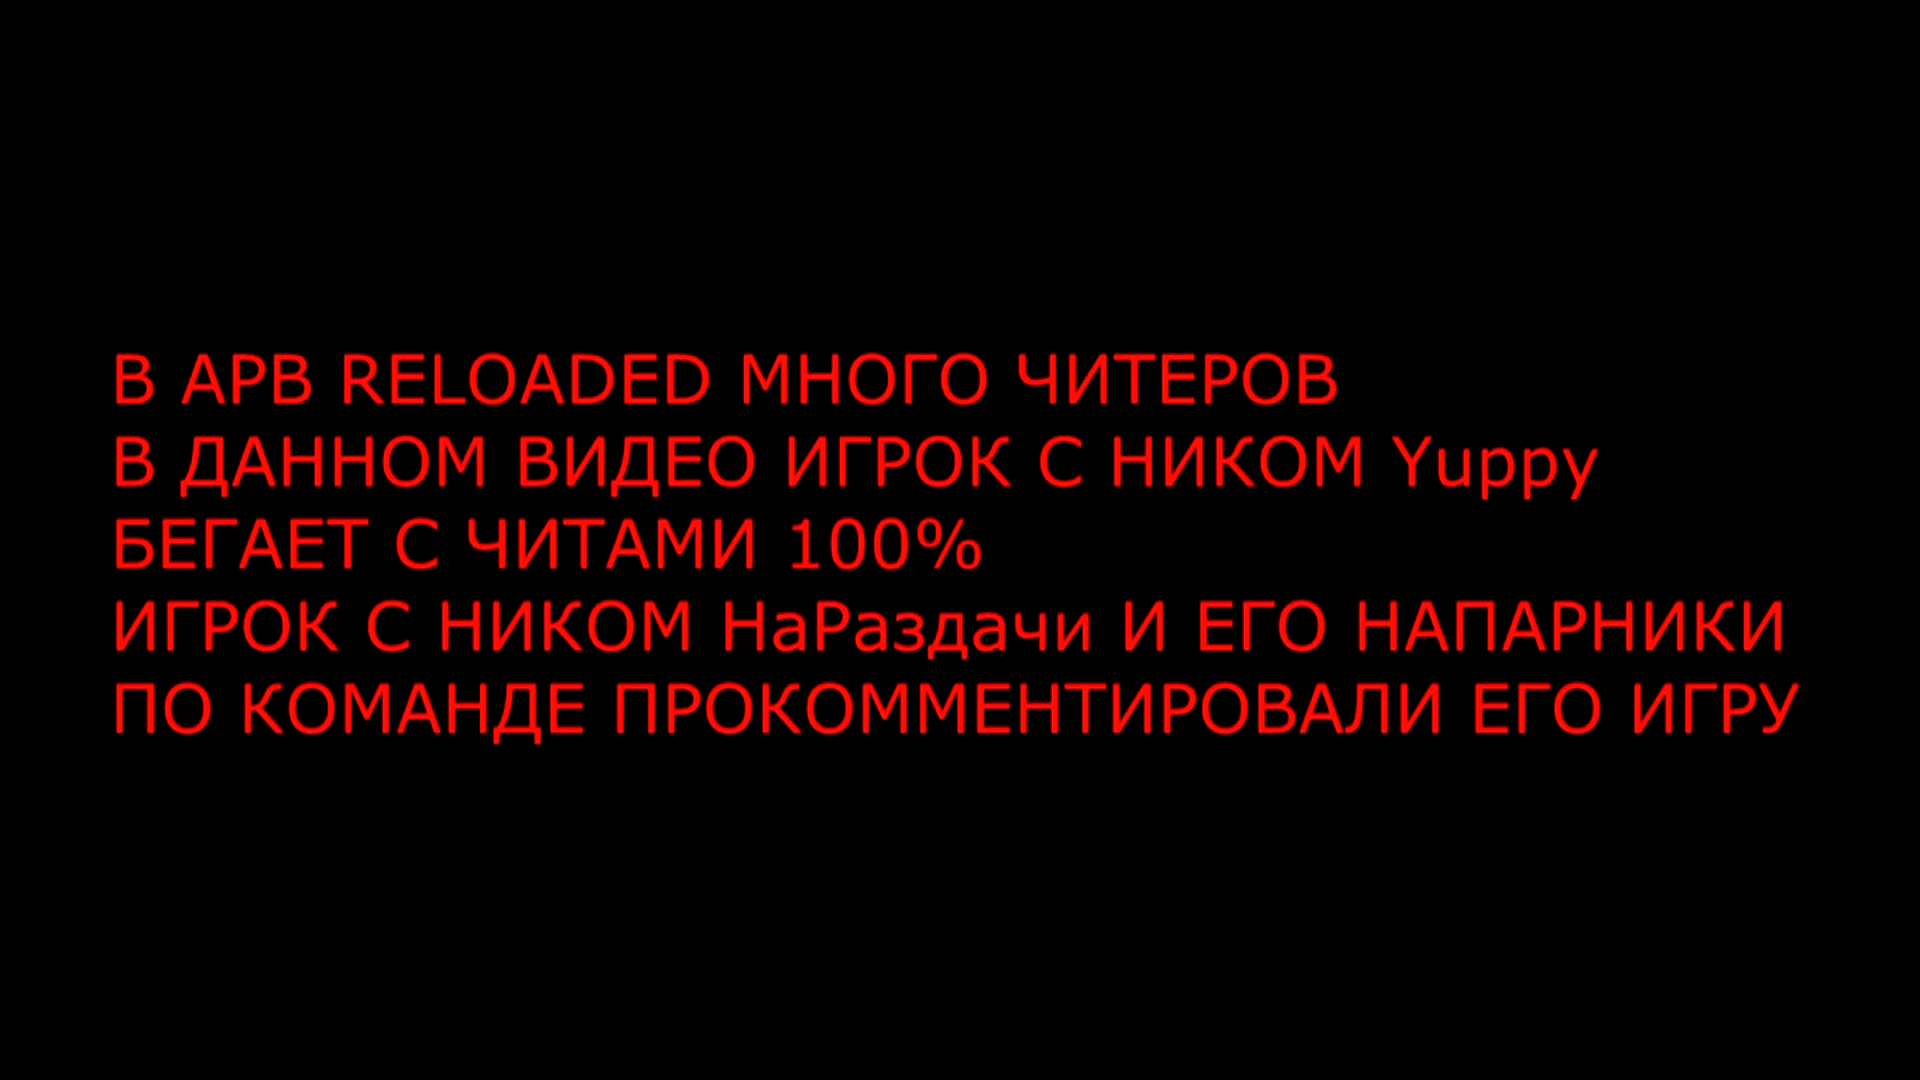 В APB RELOADED МНОГО ЧИТЕРОВ
В ДАННОМ ВИДЕО ИГРОК С НИКОМ Yuppy
БЕГАЕТ С ЧИТАМИ 100%
ИГРОК С НИКОМ НаРаздачи И ЕГО НАПАРНИКИ
ПО КОМАНДЕ ПРОКОММЕНТИРОВАЛИ ЕГО ИГРУ